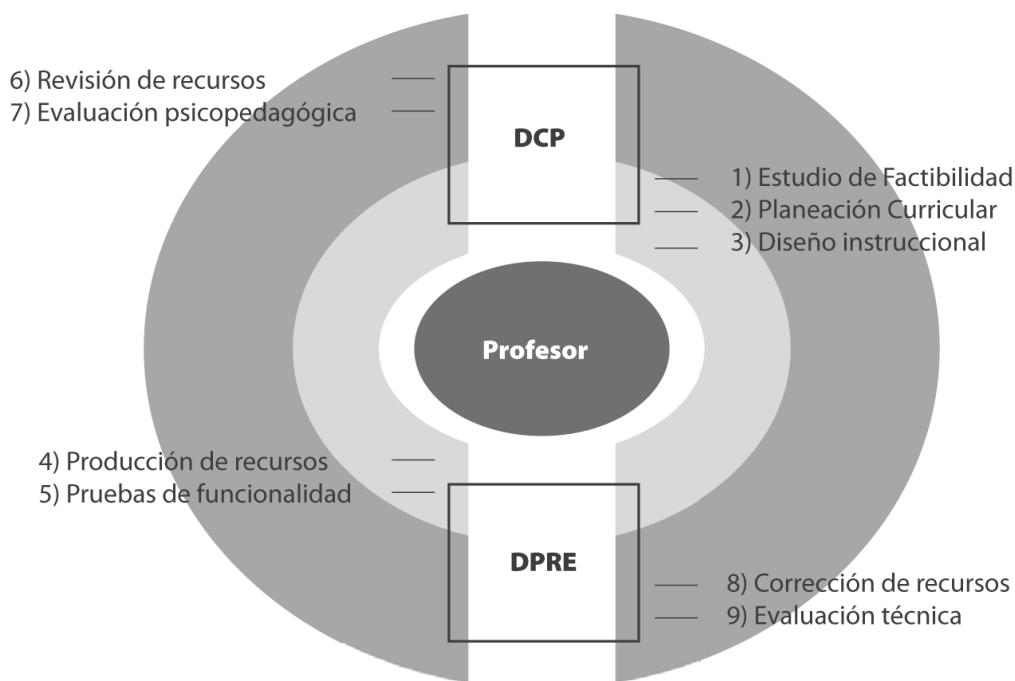 6) Revisión de recursos
7) Evaluación psicopedagógica
DCP
1) Estudio de Factibilidad
2) Planeación Curricular
3) Diseño instruccional
Profesor
4) Producción de recursos
5) Pruebas de funcionalidad
DPRE
8) Corrección de recursos
9) Evaluación técnica